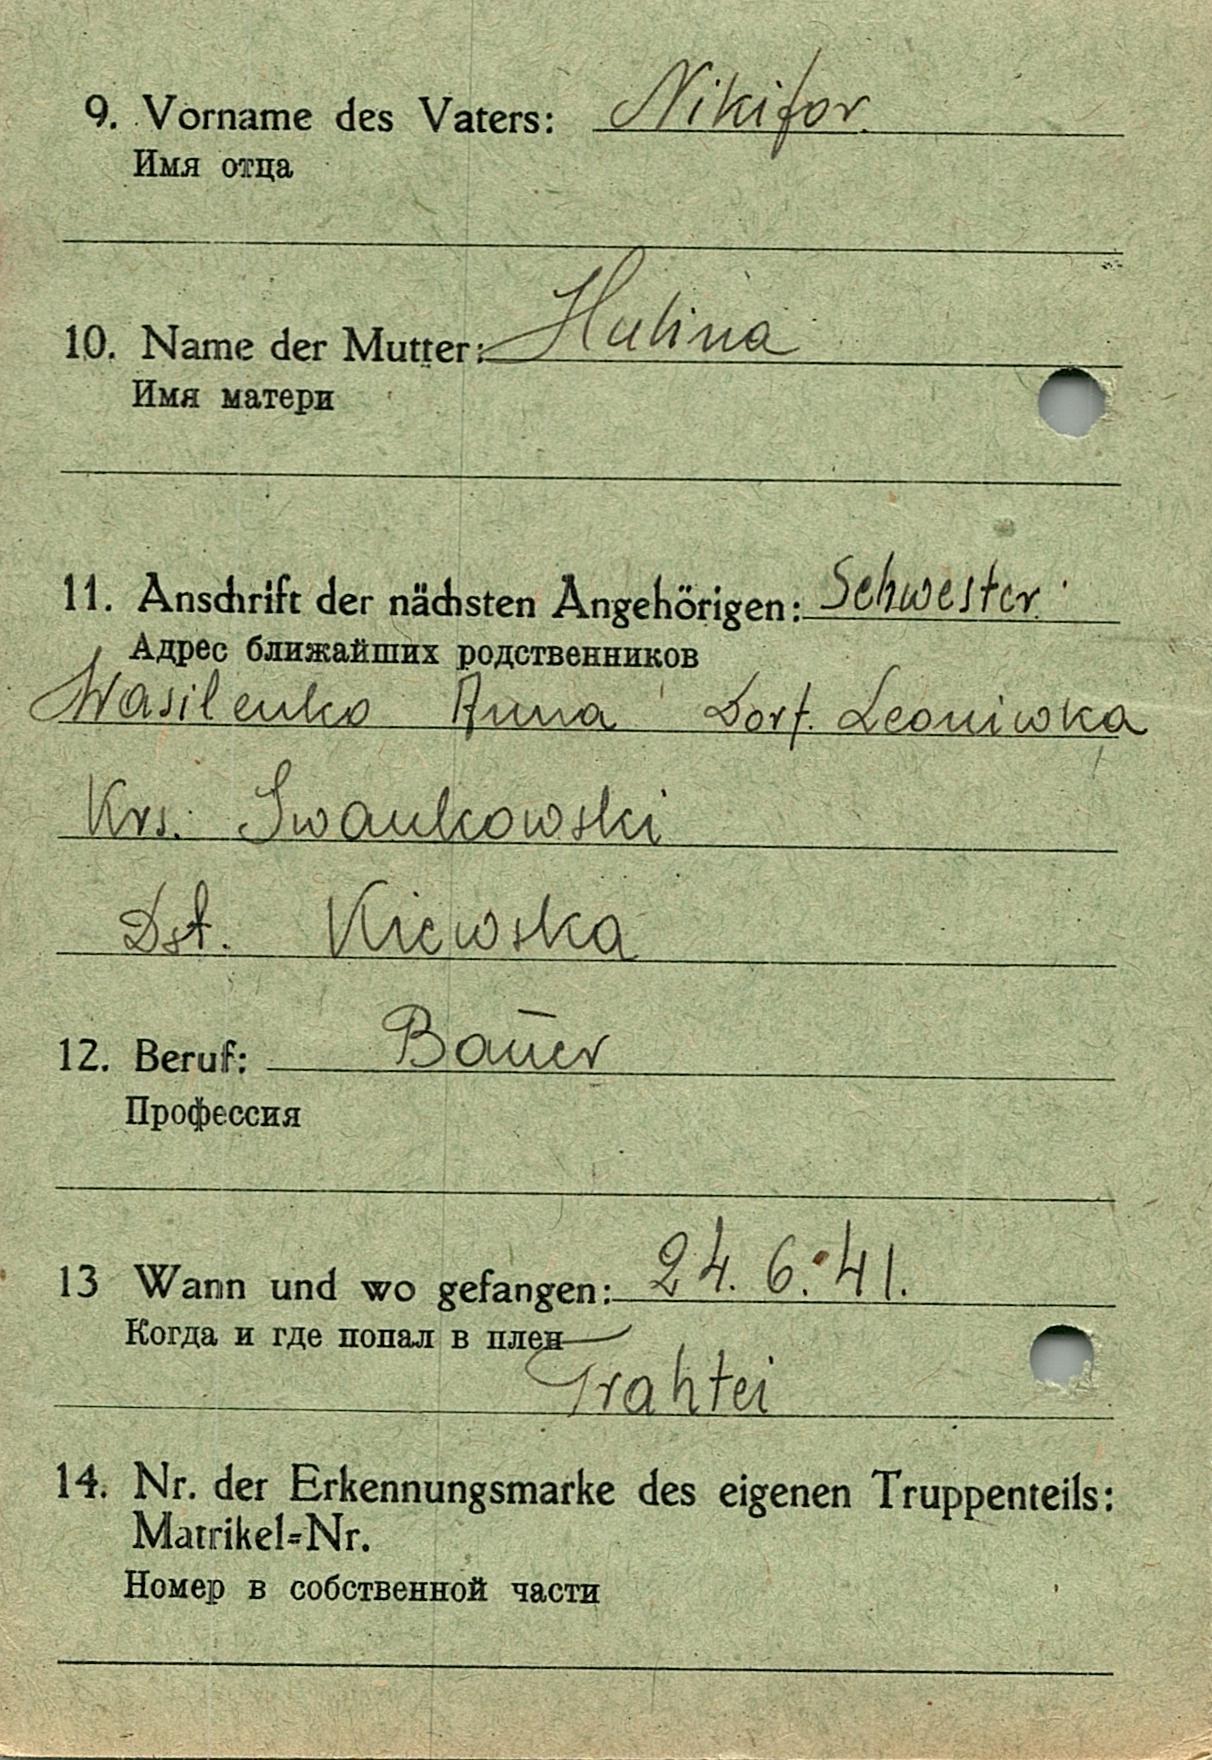 9. Vorname des Vaters: Nikifor.
Имя отца
10. Name der Mutter: Halina
Имя матери
11. Anschrift der nächsten Angehörigen: Schwester
Адрес ближайших родственников
Wasilenko Anna Dorf. Leoniwka
Krs. Iwankowski
Dst. Kiewska
12. Beruf: Bauer
Профессия
13 Wann und wo gefangen: 24. 6. 41.
Когда и где попал в плен
Trahtei
14. Nr. der Erkennungsmarke des eigenen Truppenteils:
Matrikel=Nr.
Номер в собственной части